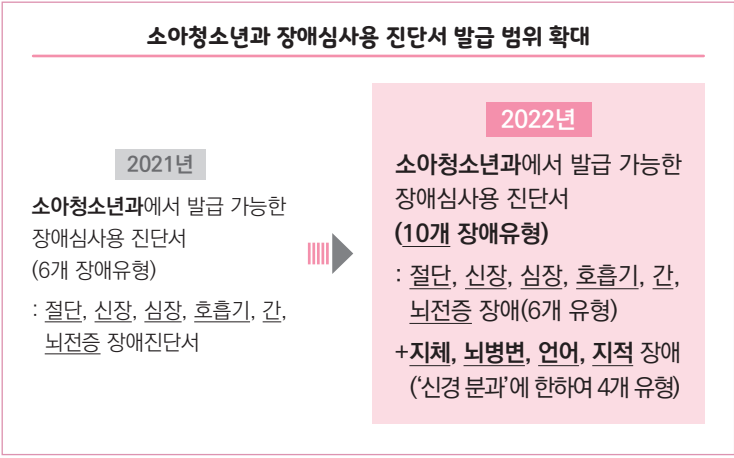 소아청소년과 장애심사용 진단서 발급 범위 확대
2021년
소아청소년과에서 발급 가능한
장애심사용 진단서
(6개 장애유형)
: 절단, 신장, 심장, 호흡기, 간,
뇌전증 장애진단서
2022년
소아청소년과에서 발급 가능한
장애심사용 진단서
(10개 장애유형)
: 절단, 신장, 심장, 호흡기, 간,
뇌전증 장애(6개 유형)
+지체, 뇌병변, 언어, 지적 장애
(‘신경 분과’에 한하여 4개 유형)